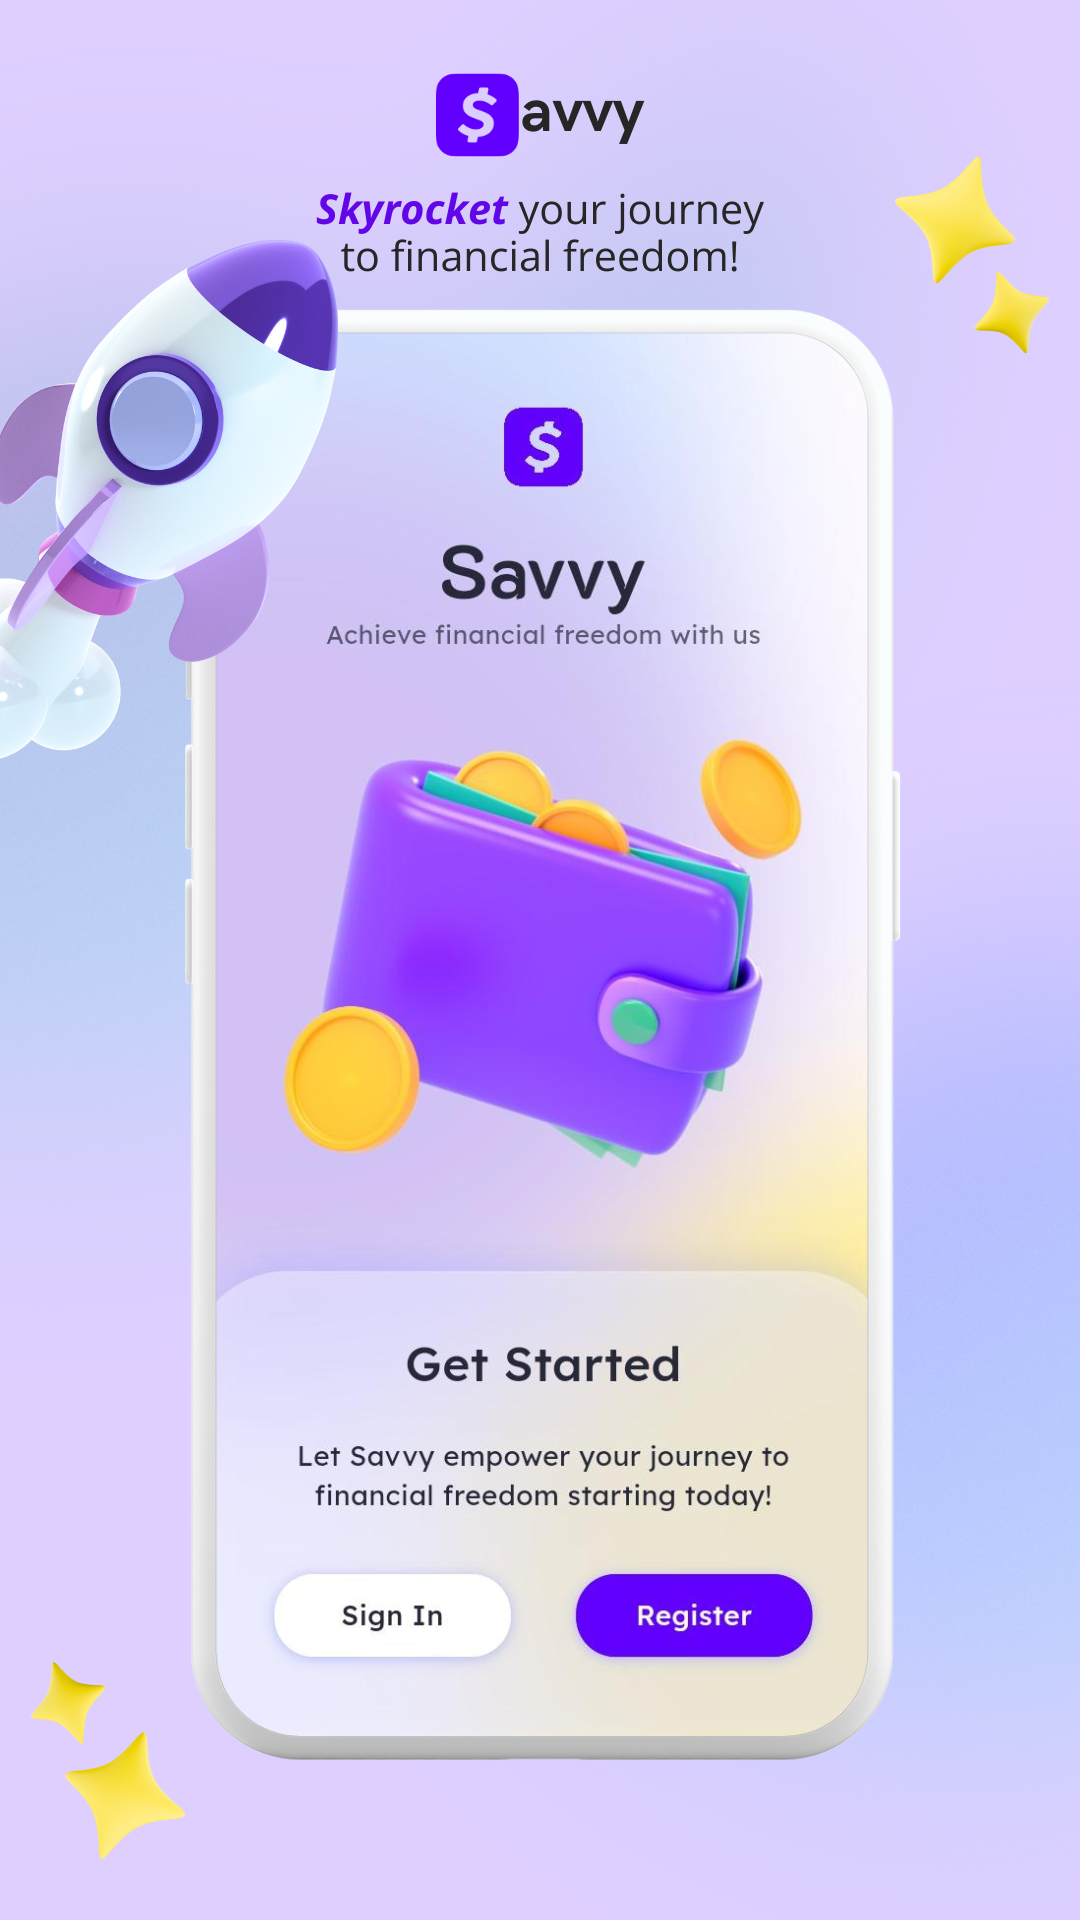 $avvy
Skyrocket your journey
to financial freedom!
$
Savvy
Achieve financial freedom with us
Get Started
Let Savvy empower your journey to
financial freedom starting today!
Sign In
Register